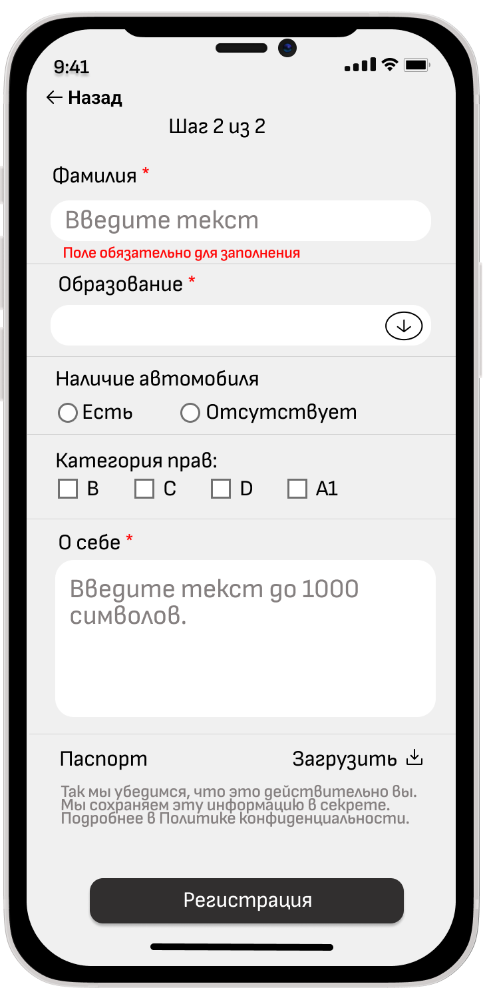 9:41
Назад
Шаг 2 из 2
Фамилия *
Введите текст
Поле обязательно для заполнения
Образование *
Наличие автомобиля
Есть Отсутствует
Категория прав:
B C D A1
О себе *
Введите текст до 1000
символов.
Паспорт Загрузить
Так мы убедимся, что это действительно вы.
Мы сохраняем эту информацию в секрете.
Подробнее в Политике конфиденциальности.
Регистрация